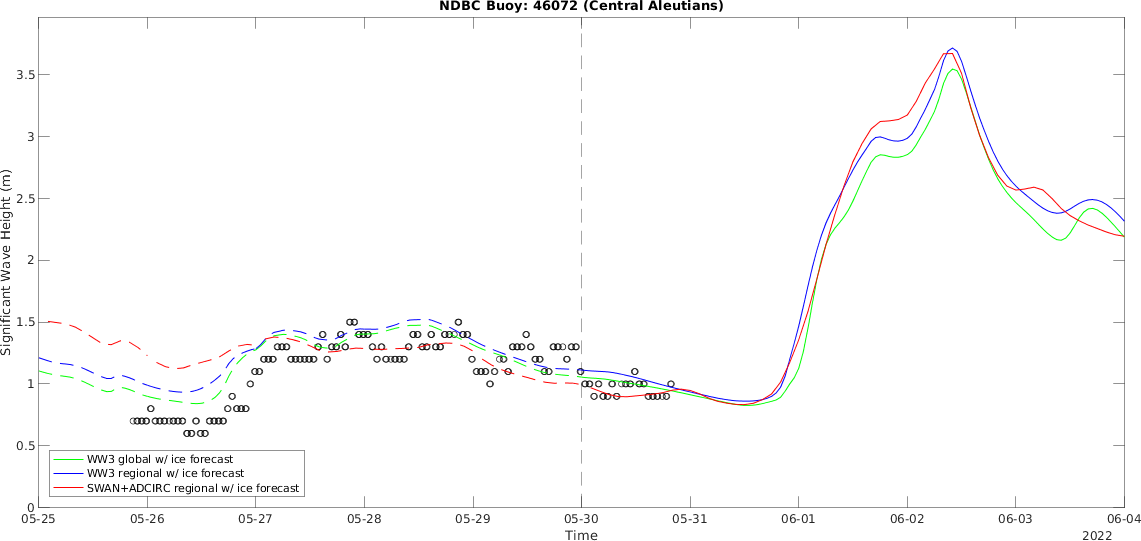 NDBC Buoy: 46072 (Central Aleutians)
3.5
3
2.5
2
1.5
1
0.5
0
Significant Wave Height (m)
WW3 global w/ ice forecast
WW3 regional w/ ice forecast
SWAN+ADCIRC regional w/ ice forecast
05-25 05-26 05-27 05-28 05-29 05-30 05-31 06-01 06-02 06-03 06-04
Time
2022